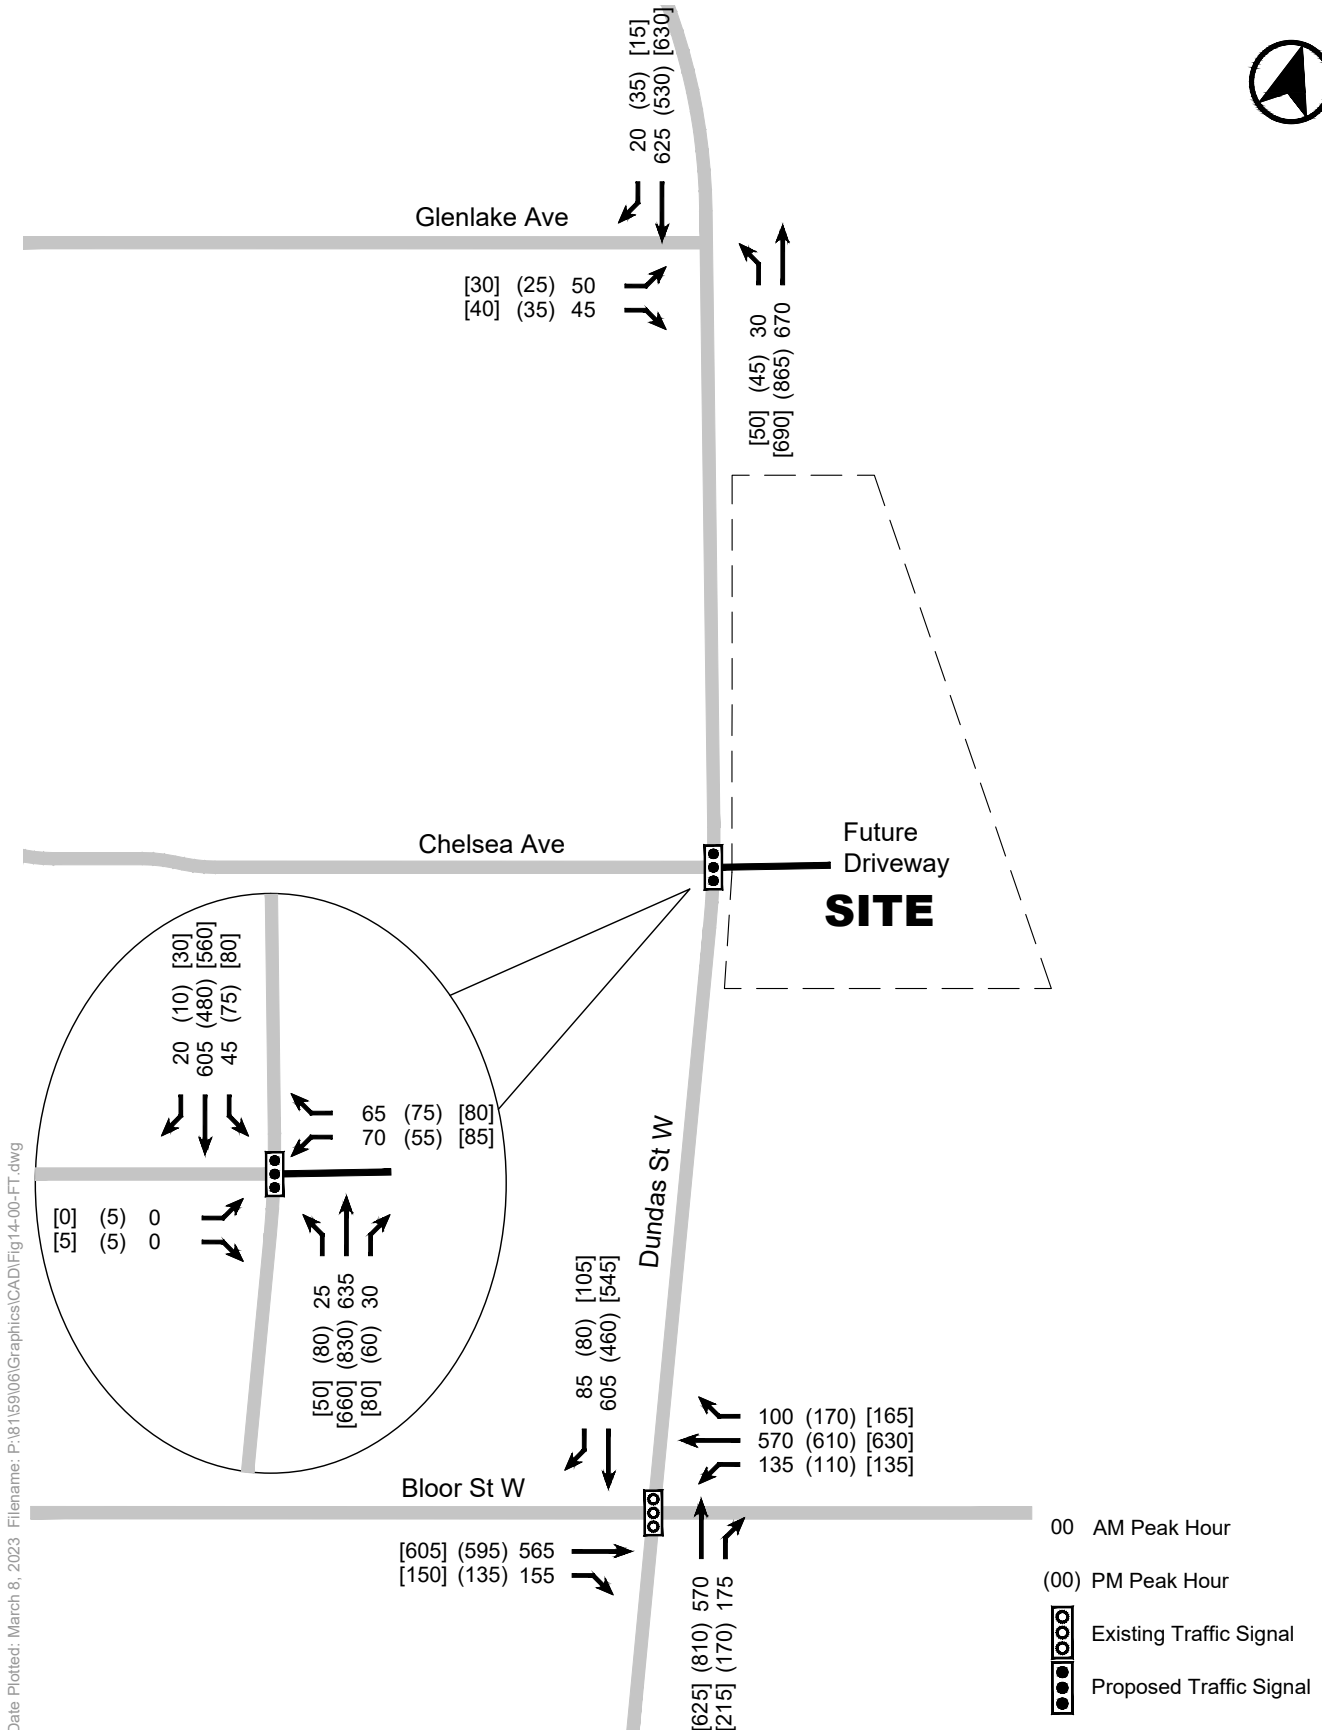 20 (35) [15]
625 (530) [630]
Glenlake Ave
[30] (25) 50
[40] (35) 45
[50] (45) 30
[690] (865) 670
Chelsea Ave
Future
Driveway
SITE
20 (10) [30]
605 (480) [560]
45 (75) [80]
65 (75) [80]
70 (55) [85]
[0] (5) 0
[5] (5) 0
[50] (80) 25
[660] (830) 635
[80] (60) 30
Dundas St W
85 (80) [105]
605 (460) [545]
100 (170) [165]
570 (610) [630]
135 (110) [135]
Bloor St W
[605] (595) 565
[150] (135) 155
[625] (810) 570
[215] (170) 175
00 AM Peak Hour
(00) PM Peak Hour
Existing Traffic Signal
Proposed Traffic Signal
Date Plotted: March 8, 2023 Filename: P:\81\59\06\Graphics\CAD\Fig14-00-FT.dwg